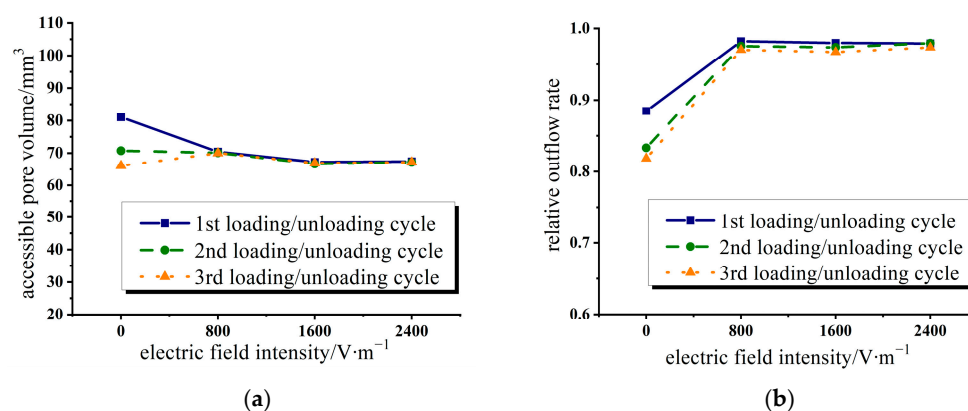 110
100
90
80
70
60
50
40
30
20
accessible pore volume/mm³
1st loading/unloading cycle
2nd loading/unloading cycle
3rd loading/unloading cycle
0 800 1600 2400
electric field intensity/V·m⁻¹
(a)
1.0
0.9
0.8
0.7
0.6
relative outflow rate
1st loading/unloading cycle
2nd loading/unloading cycle
3rd loading/unloading cycle
0 800 1600 2400
electric field intensity/V·m⁻¹
(b)